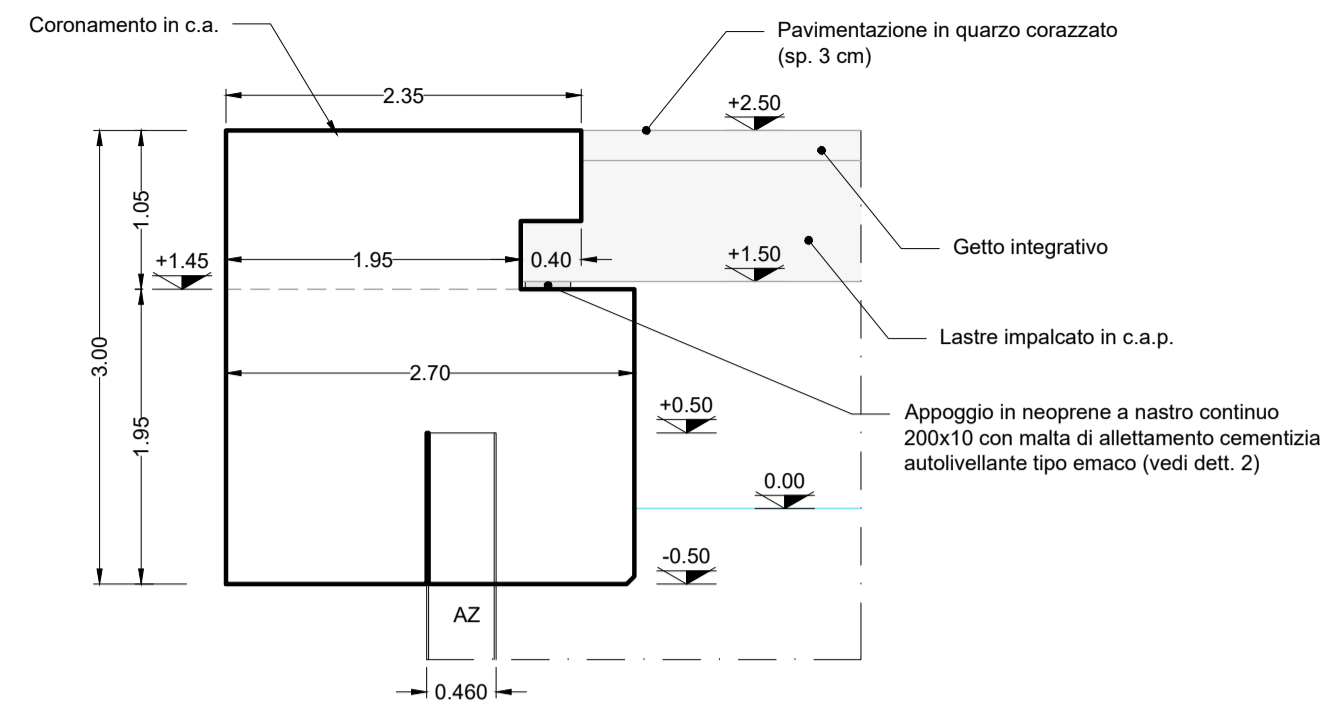 Coronamento in c.a.
Pavimentazione in quarzo corazzato
(sp. 3 cm)
2.35
+2.50
1.05
Getto integrativo
+1.45
1.95
0.40
+1.50
Lastre impalcato in c.a.p.
3.00
2.70
1.95
+0.50
Appoggio in neoprene a nastro continuo
200x10 con malta di allettamento cementizia
autolivellante tipo emaco (vedi dett. 2)
0.00
-0.50
AZ
0.460